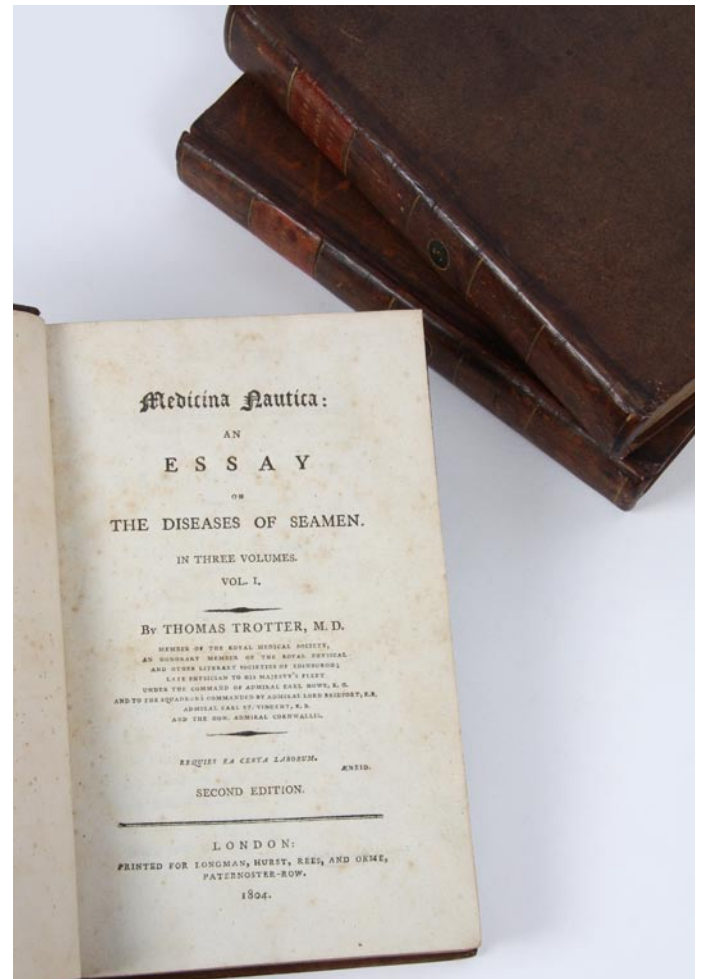 Medicina Nautica:
AN
ESSAY
ON
THE DISEASES OF SEAMEN.
IN THREE VOLUMES.
VOL. I.
By THOMAS TROTTER, M. D.
MEMBER OF THE ROYAL MEDICAL SOCIETY,
AN HONORARY MEMBER OF THE ROYAL PHYSICAL
AND OTHER LITERARY SOCIETIES OF EDINBURGH;
LATE PHYSICIAN TO HIS MAJESTY'S FLEET
UNDER THE COMMAND OF ADMIRAL EARL HOWE, K. G.
AND TO THE SQUADRONS COMMANDED BY ADMIRAL LORD BRIDPORT, K.B.
ADMIRAL EARL ST. VINCENT, K. B.
AND THE HON. ADMIRAL CORNWALLIS.
REQUIES EA CERTA LABORUM.
ÆNEID.
SECOND EDITION.
LONDON:
PRINTED FOR LONGMAN, HURST, REES, AND ORME,
PATERNOSTER-ROW.
1804.